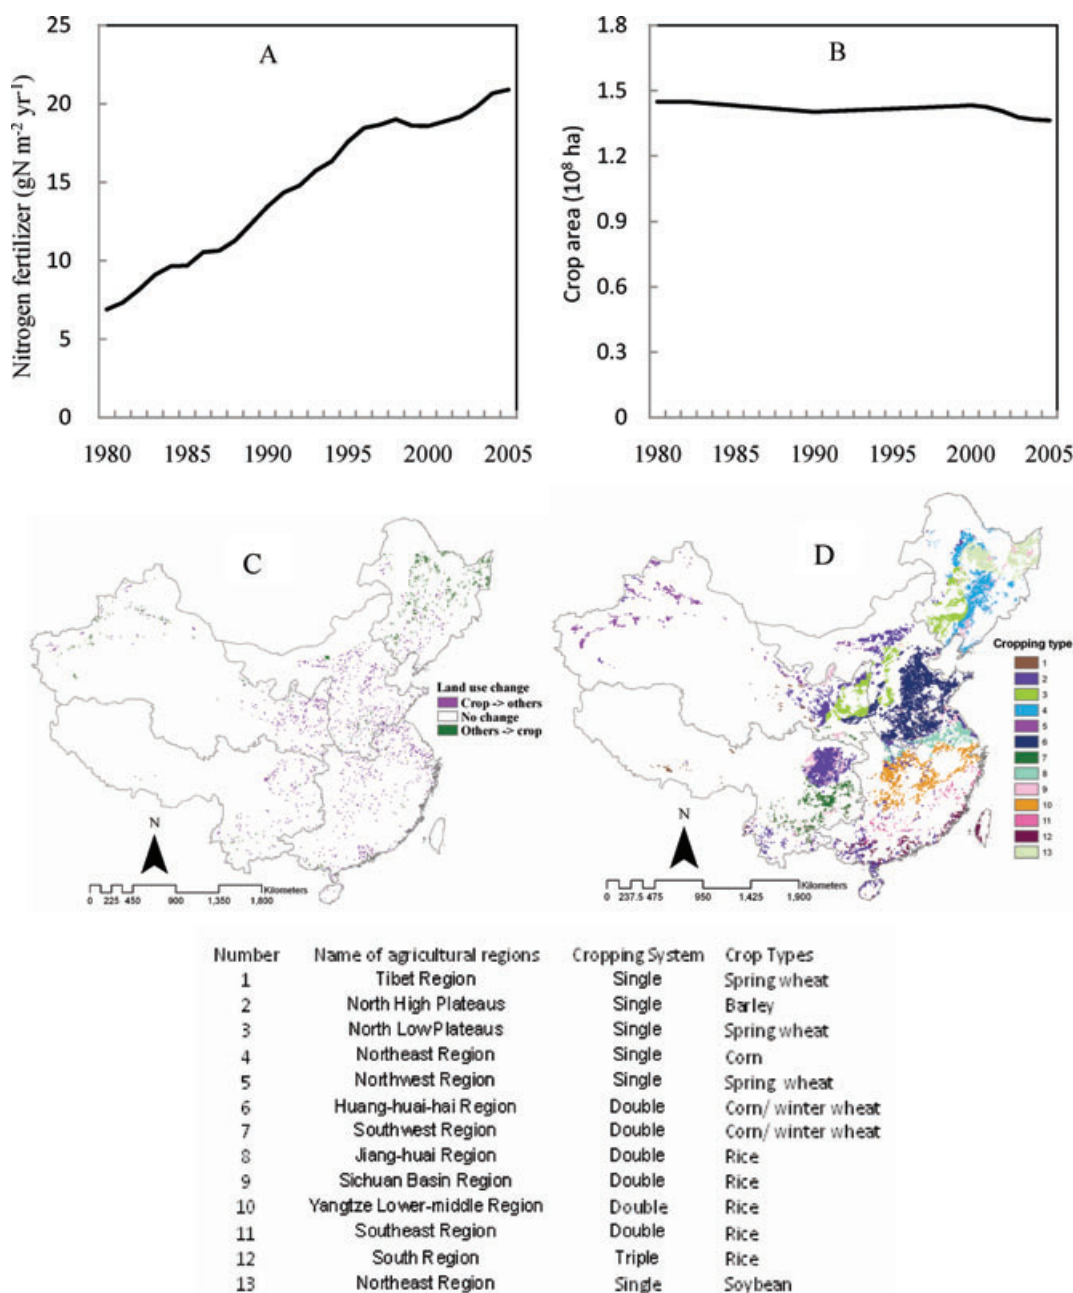 A
Nitrogen fertilizer (gN m⁻² yr⁻¹)
25
20
15
10
5
0
1980 1985 1990 1995 2000 2005
B
Crop area (10⁸ ha)
1.8
1.5
1.2
0.9
0.6
0.3
0
1980 1985 1990 1995 2000 2005
C
Land use change
Crop -> others
No change
Others -> crop
N
Kilometers
0 225 450 900 1,350 1,800
D
Cropping type
1
2
3
4
5
6
7
8
9
10
11
12
13
N
Kilometers
0 237.5 475 950 1,425 1,900
Number Name of agricultural regions Cropping System Crop Types
1 Tibet Region Single Spring wheat
2 North High Plateaus Single Barley
3 North Low Plateaus Single Spring wheat
4 Northeast Region Single Corn
5 Northwest Region Single Spring wheat
6 Huang-huai-hai Region Double Corn/ winter wheat
7 Southwest Region Double Corn/ winter wheat
8 Jiang-huai Region Double Rice
9 Sichuan Basin Region Double Rice
10 Yangtze Lower-middle Region Double Rice
11 Southeast Region Double Rice
12 South Region Triple Rice
13 Northeast Region Single Soybean